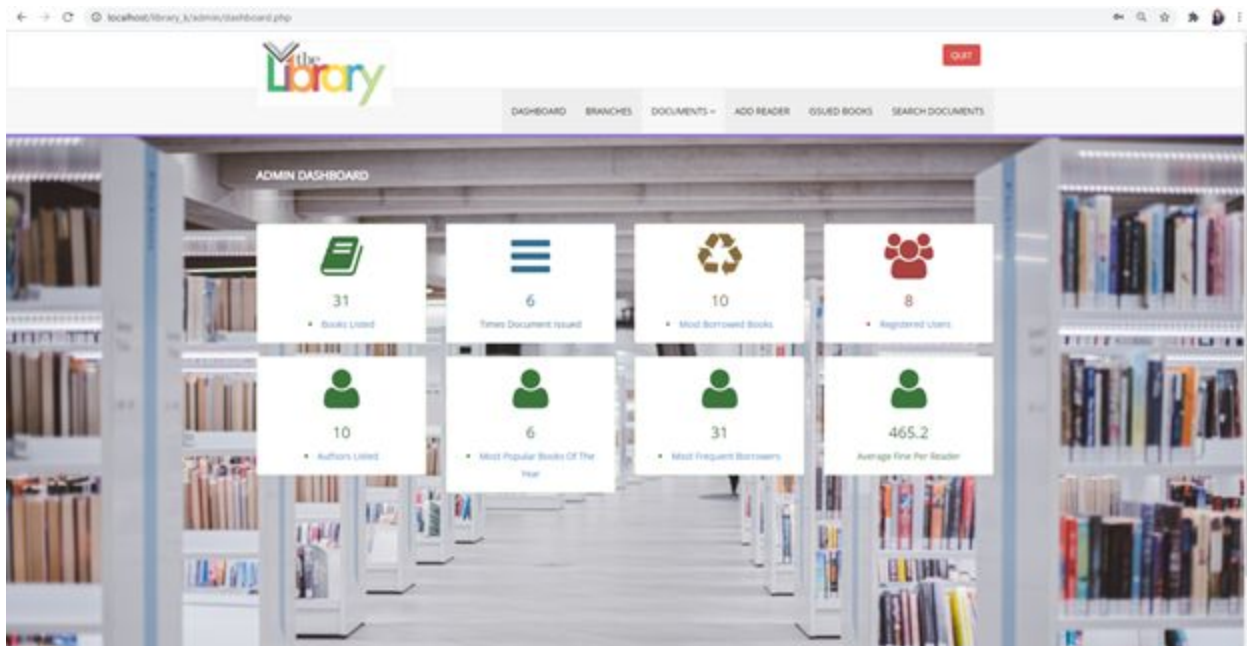 localhost/library_k/admin/dashboard.php
the
Library
QUIT
DASHBOARD BRANCHES DOCUMENTS ADD READER ISSUED BOOKS SEARCH DOCUMENTS
ADMIN DASHBOARD
31
Books Listed
6
Times Document Issued
10
Most Borrowed Books
8
Registered Users
10
Authors Listed
6
Most Popular Books Of The
Year
31
Most Frequent Borrowers
465.2
Average Fine Per Reader